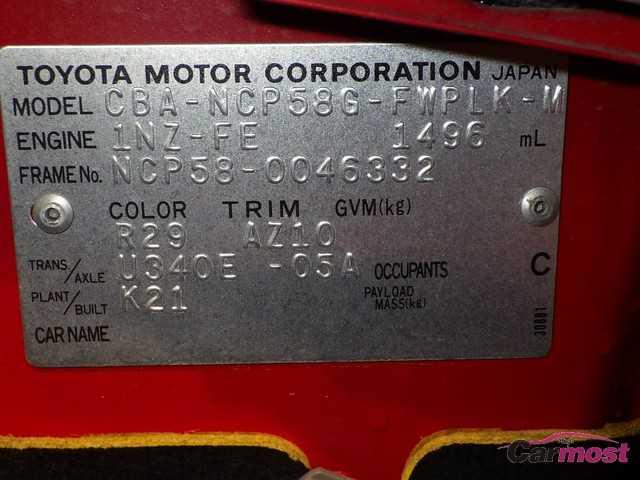 TOYOTA MOTOR CORPORATION JAPAN
MODEL CBA-NCP58G-FWPLK-M
ENGINE 1NZ-FE 1496 mL
FRAME No. NCP58-0046332
COLOR TRIM GVM(kg)
R29 AZ10
TRANS/AXLE U340E -05A OCCUPANTS C
PLANT/BUILT K21 PAYLOAD MASS(kg)
CAR NAME
30881
Carmost